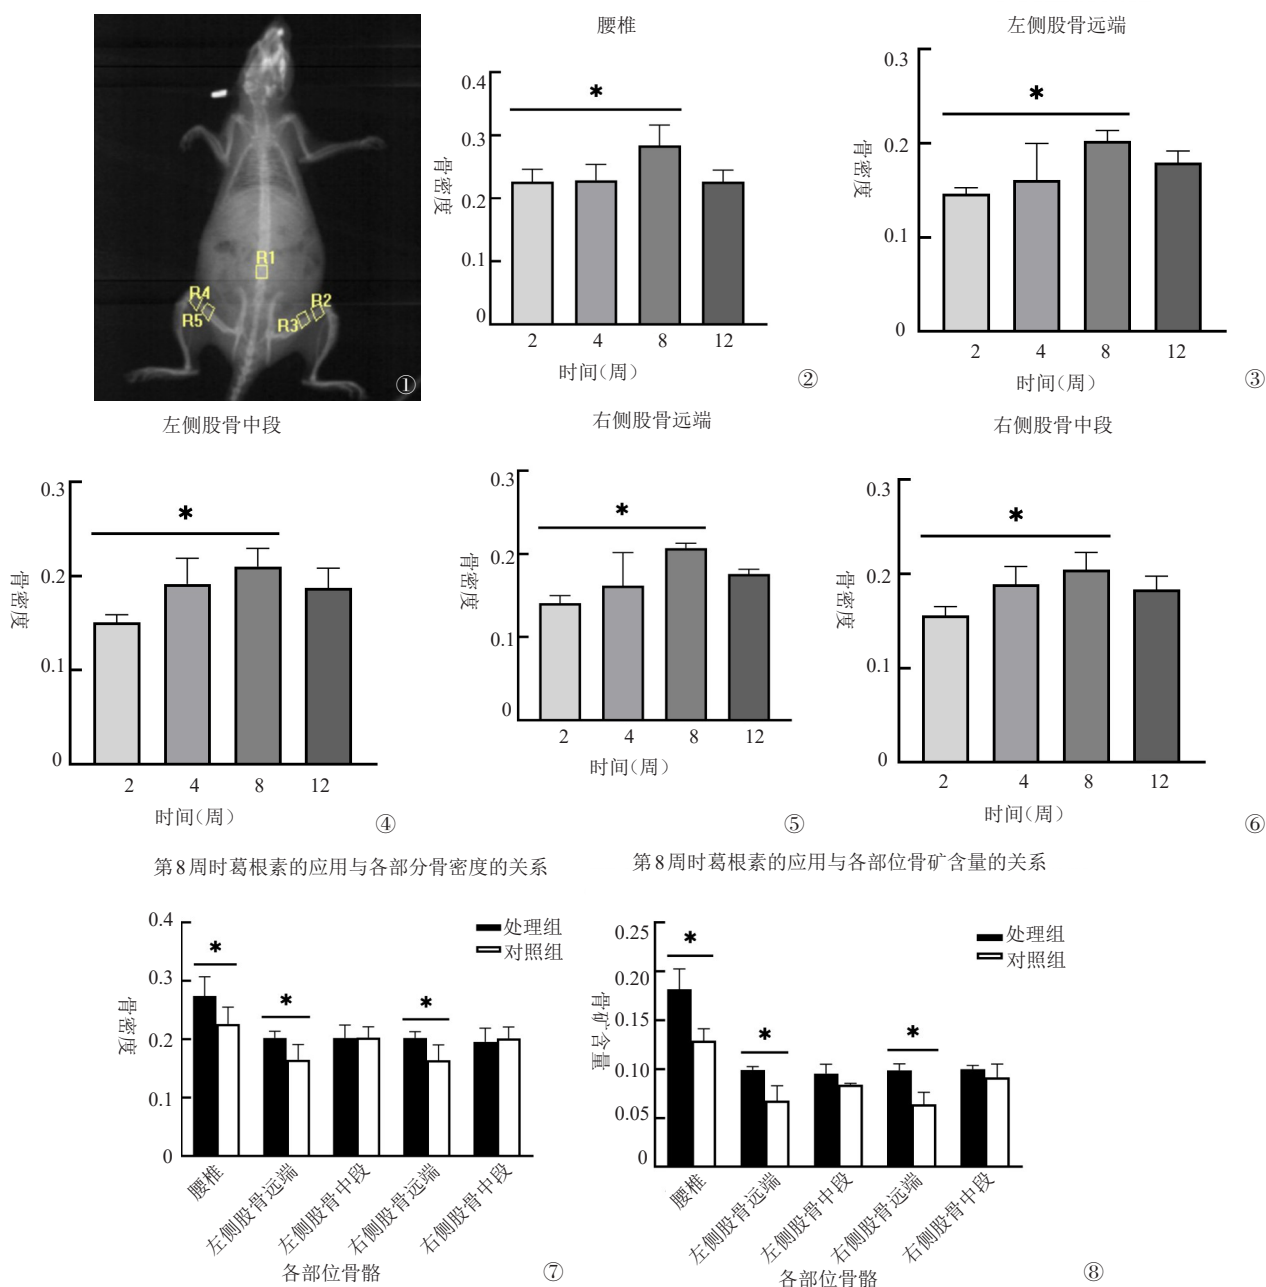 R1
R4
R2
R5
R3
①
腰椎
*
0.4
0.3
0.2
0.1
0
骨密度
2 4 8 12
时间(周)
②
左侧股骨远端
*
0.3
0.2
0.1
0
骨密度
2 4 8 12
时间(周)
③
左侧股骨中段
*
0.3
0.2
0.1
0
骨密度
2 4 8 12
时间(周)
④
右侧股骨远端
*
0.3
0.2
0.1
0
骨密度
2 4 8 12
时间(周)
⑤
右侧股骨中段
*
0.3
0.2
0.1
0
骨密度
2 4 8 12
时间(周)
⑥
第8周时葛根素的应用与各部分骨密度的关系
处理组
对照组
* * *
0.4
0.3
0.2
0.1
0
骨密度
腰椎
左侧股骨远端
左侧股骨中段
右侧股骨远端
右侧股骨中段
各部位骨骼
⑦
第8周时葛根素的应用与各部位骨矿含量的关系
处理组
对照组
* * *
0.25
0.20
0.15
0.10
0.05
0
骨矿含量
腰椎
左侧股骨远端
左侧股骨中段
右侧股骨远端
右侧股骨中段
各部位骨骼
⑧